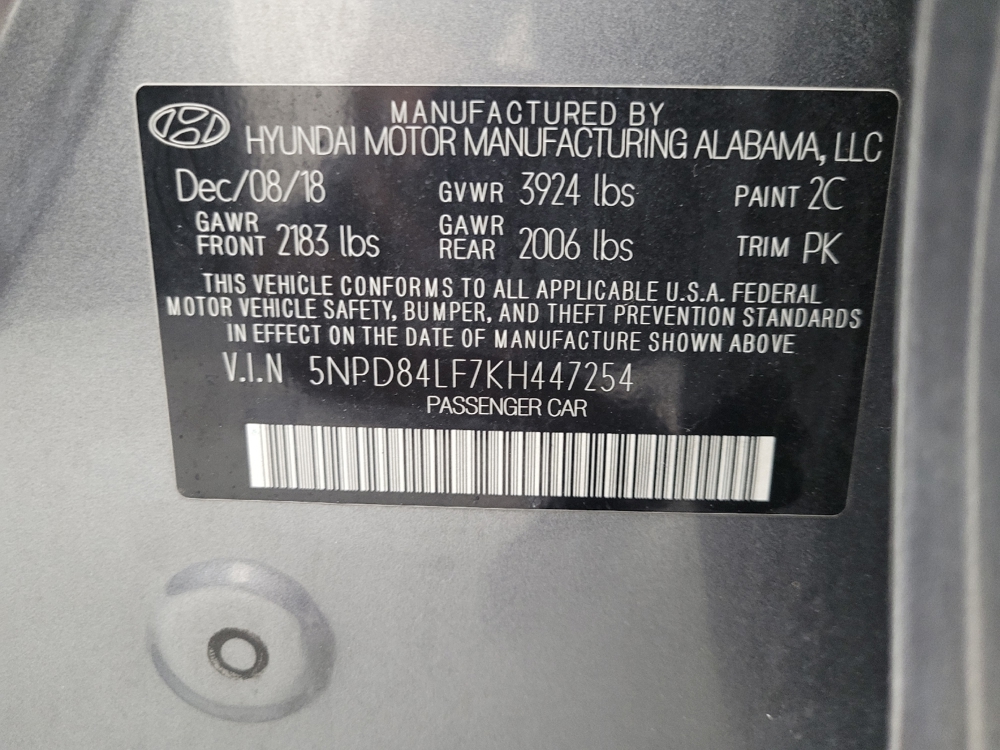 MANUFACTURED BY
HYUNDAI MOTOR MANUFACTURING ALABAMA, LLC
Dec/08/18 GVWR 3924 lbs PAINT 2C
GAWR FRONT 2183 lbs GAWR REAR 2006 lbs TRIM PK
THIS VEHICLE CONFORMS TO ALL APPLICABLE U.S.A. FEDERAL
MOTOR VEHICLE SAFETY, BUMPER, AND THEFT PREVENTION STANDARDS
IN EFFECT ON THE DATE OF MANUFACTURE SHOWN ABOVE
V.I.N 5NPD84LF7KH447254
PASSENGER CAR